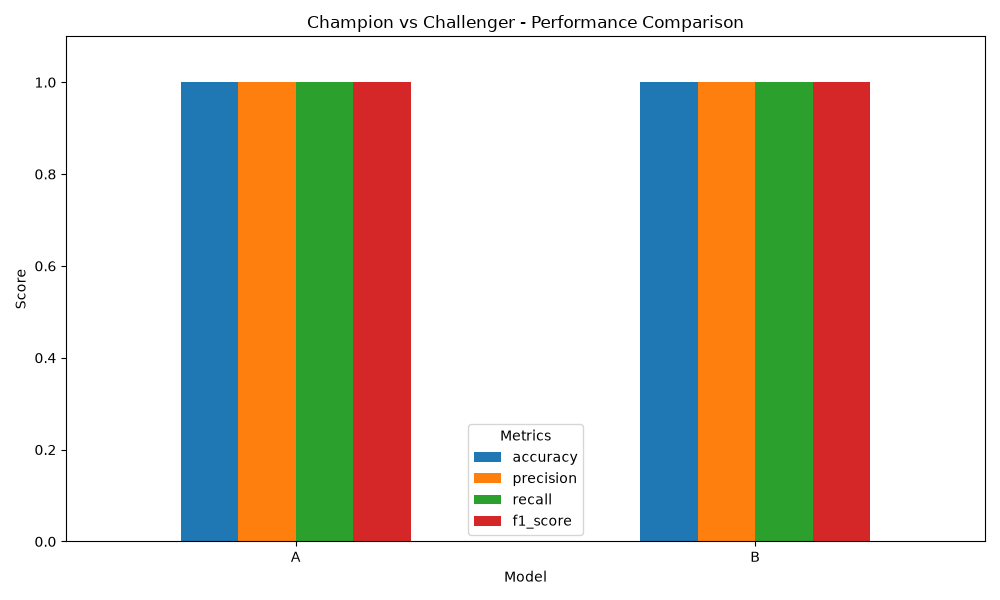 Champion vs Challenger - Performance Comparison
1.0
0.8
0.6
0.4
0.2
0.0
Score
Metrics
accuracy
precision
recall
f1_score
A
B
Model